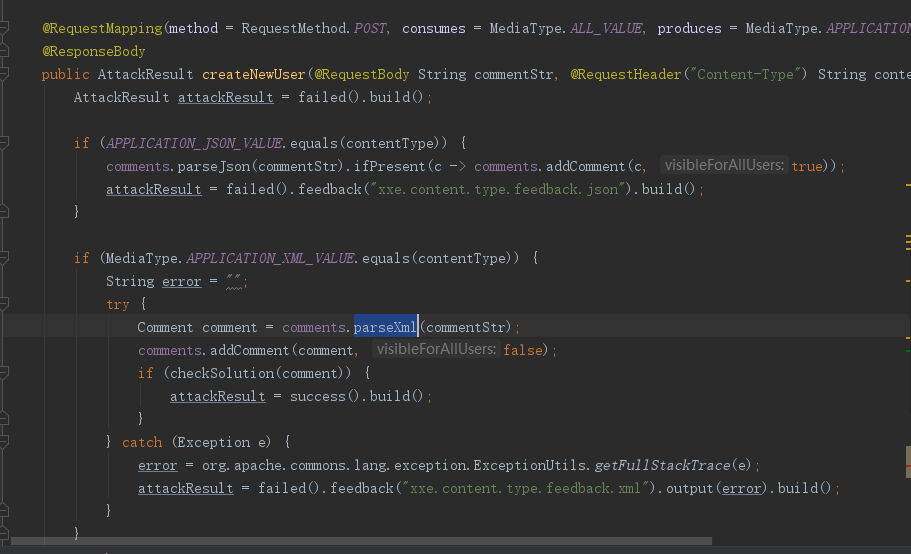 @RequestMapping(method = RequestMethod.POST, consumes = MediaType.ALL_VALUE, produces = MediaType.APPLICATION
@ResponseBody
public AttackResult createNewUser(@RequestBody String commentStr, @RequestHeader("Content-Type") String conte
AttackResult attackResult = failed().build();
if (APPLICATION_JSON_VALUE.equals(contentType)) {
comments.parseJson(commentStr).ifPresent(c -> comments.addComment(c, visibleForAllUsers: true));
attackResult = failed().feedback("xxe.content.type.feedback.json").build();
}
if (MediaType.APPLICATION_XML_VALUE.equals(contentType)) {
String error = "";
try {
Comment comment = comments.parseXml(commentStr);
comments.addComment(comment, visibleForAllUsers: false);
if (checkSolution(comment)) {
attackResult = success().build();
}
} catch (Exception e) {
error = org.apache.commons.lang.exception.ExceptionUtils.getFullStackTrace(e);
attackResult = failed().feedback("xxe.content.type.feedback.xml").output(error).build();
}
}